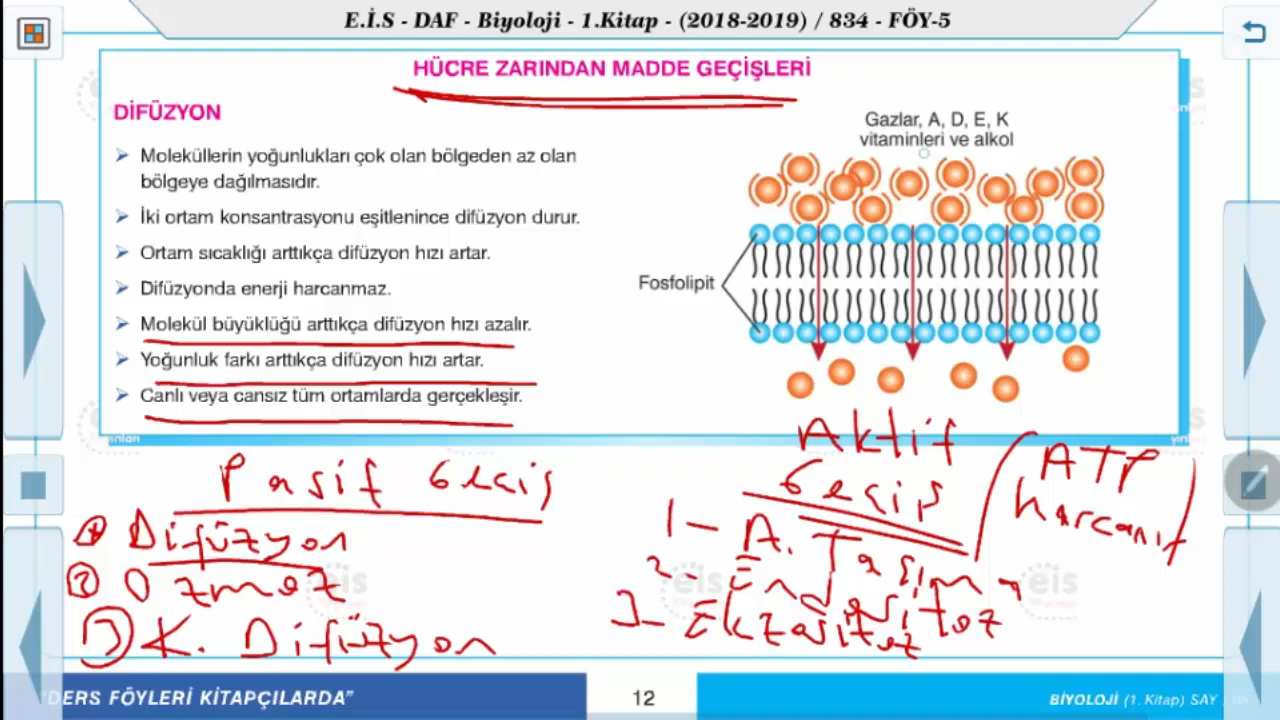 E.İ.S - DAF - Biyoloji - 1.Kitap - (2018-2019) / 834 - FÖY-5
HÜCRE ZARINDAN MADDE GEÇİŞLERİ
DİFÜZYON
Moleküllerin yoğunlukları çok olan bölgeden az olan
bölgeye dağılmasıdır.
İki ortam konsantrasyonu eşitlenince difüzyon durur.
Ortam sıcaklığı arttıkça difüzyon hızı artar.
Difüzyonda enerji harcanmaz.
Molekül büyüklüğü arttıkça difüzyon hızı azalır.
Yoğunluk farkı arttıkça difüzyon hızı artar.
Canlı veya cansız tüm ortamlarda gerçekleşir.
Gazlar, A, D, E, K
vitaminleri ve alkol
Fosfolipit
Pasif Geçiş
1 Difüzyon
2 Ozmoz
3 K. Difüzyon
Aktif
Geçiş
ATP
harcanır
1- A. Taşıma
2- Endositoz
3- Ekzositoz
eis
eis
eis
"DERS FÖYLERİ KİTAPÇILARDA"
12
BİYOLOJİ (1. Kitap) SAY